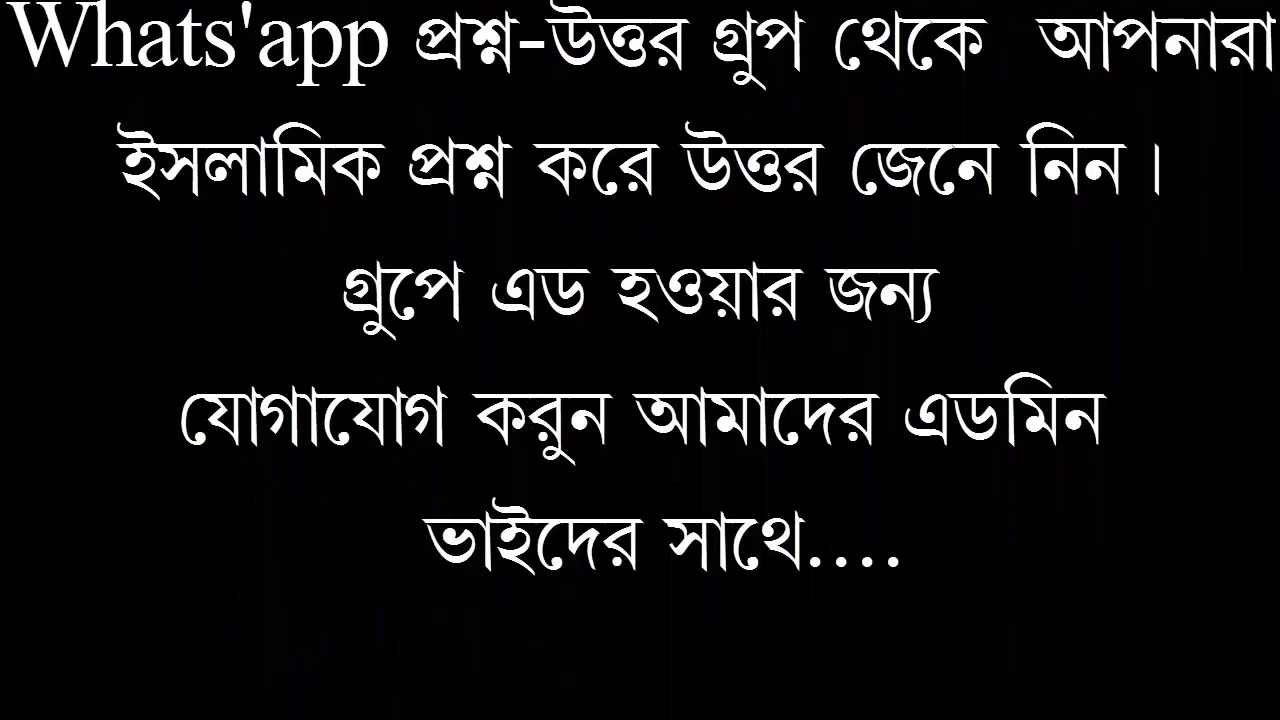 Whats'app প্রশ্ন-উত্তর গ্রুপ থেকে আপনারা
ইসলামিক প্রশ্ন করে উত্তর জেনে নিন।
গ্রুপে এড হওয়ার জন্য
যোগাযোগ করুন আমাদের এডমিন
ভাইদের সাথে....